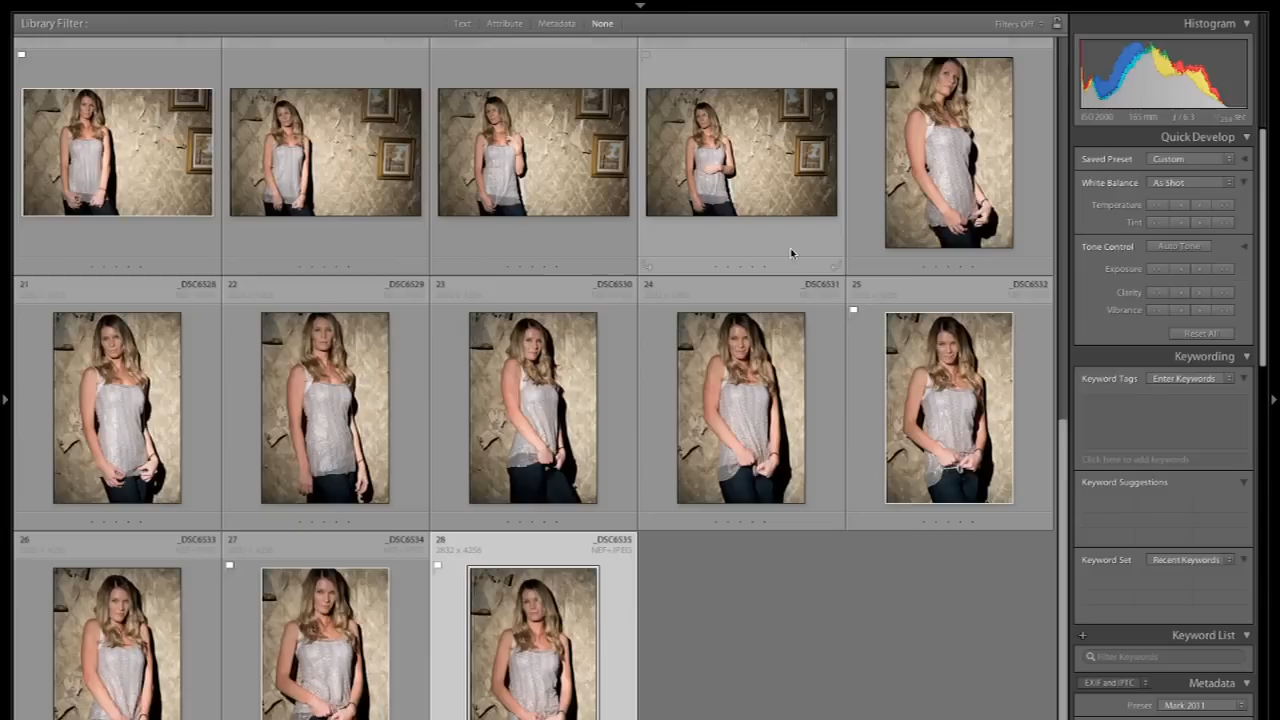 Library Filter :
Text Attribute Metadata None
Filters Off
Histogram
ISO 2000 165 mm f / 6.3
Quick Develop
Saved Preset Custom
White Balance As Shot
Temperature
Tint
Tone Control Auto Tone
Exposure
Clarity
Vibrance
Reset All
21 _DSC6528
22 _DSC6529
23 _DSC6530
24 _DSC6531
25 _DSC6532
Keywording
Keyword Tags Enter Keywords
Click here to add keywords
Keyword Suggestions
26 _DSC6533
27 _DSC6534
28 _DSC6535
2832 x 4256 NEF+JPEG
Keyword Set Recent Keywords
Keyword List
Filter Keywords
EXIF and IPTC Metadata
Preset Mark 2011